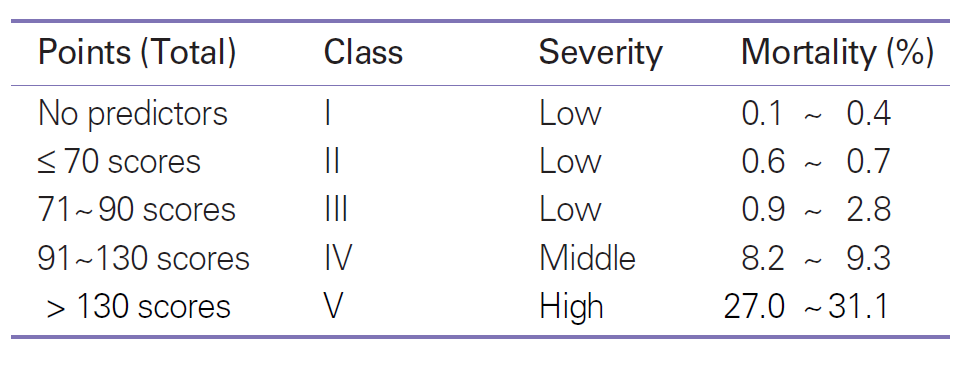 Points (Total) Class Severity Mortality (%)
No predictors I Low 0.1 ~ 0.4
≤ 70 scores II Low 0.6 ~ 0.7
71~90 scores III Low 0.9 ~ 2.8
91~130 scores IV Middle 8.2 ~ 9.3
> 130 scores V High 27.0 ~31.1